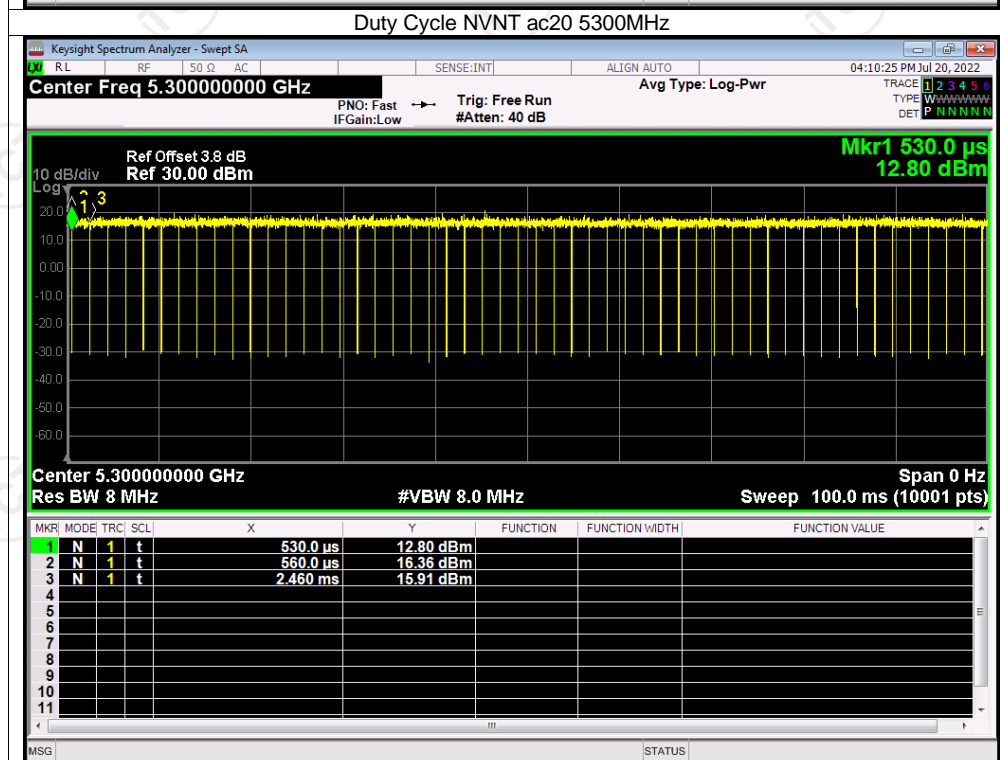 Duty Cycle NVNT ac20 5300MHz
Keysight Spectrum Analyzer - Swept SA
LXI RL RF 50 Ω AC SENSE:INT ALIGN AUTO 04:10:25 PM Jul 20, 2022
Center Freq 5.300000000 GHz Avg Type: Log-Pwr TRACE 1 2 3 4 5 6
PNO: Fast Trig: Free Run TYPE W
IFGain:Low #Atten: 40 dB DET P N N N N N
Mkr1 530.0 µs
Ref Offset 3.8 dB
12.80 dBm
10 dB/div Ref 30.00 dBm
Log
1 2 3
20.0
10.0
0.00
-10.0
-20.0
-30.0
-40.0
-50.0
-60.0
Center 5.300000000 GHz Span 0 Hz
Res BW 8 MHz #VBW 8.0 MHz Sweep 100.0 ms (10001 pts)
MKR MODE TRC SCL X Y FUNCTION FUNCTION WIDTH FUNCTION VALUE
1 N 1 t 530.0 µs 12.80 dBm
2 N 1 t 560.0 µs 16.36 dBm
3 N 1 t 2.460 ms 15.91 dBm
4
5
6
7
8
9
10
11
MSG STATUS